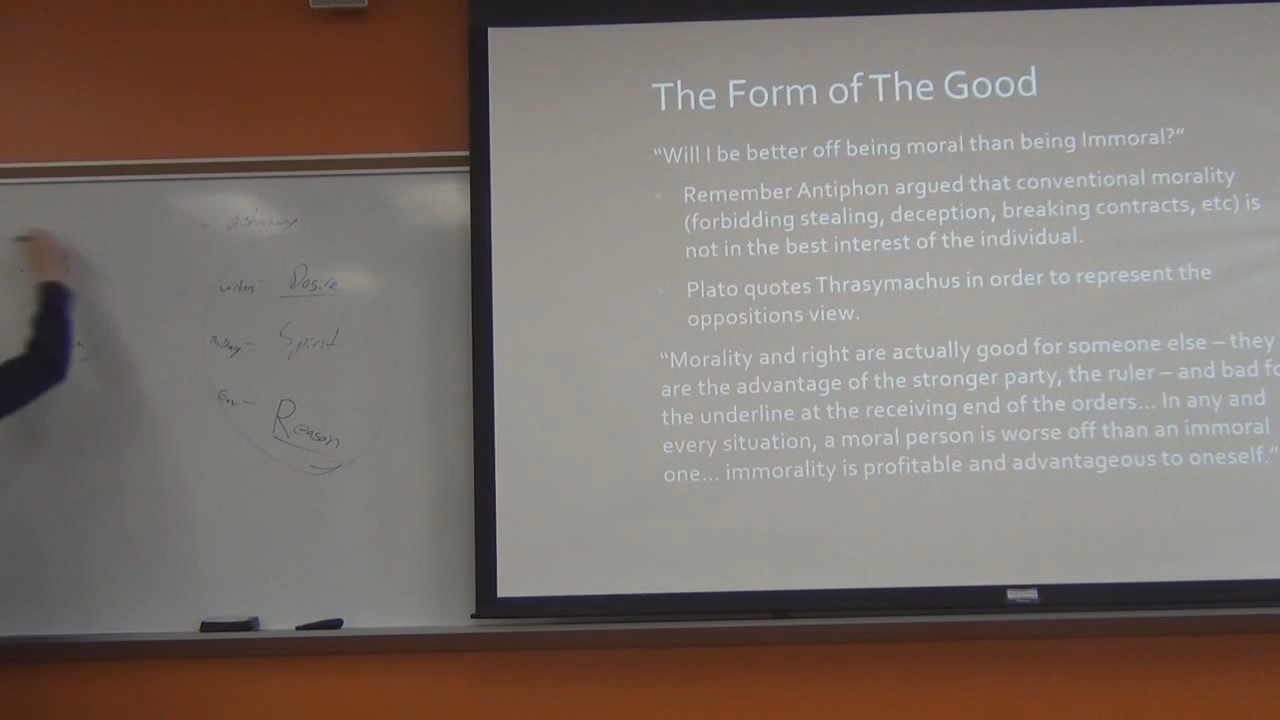 The Form of The Good
“Will I be better off being moral than being Immoral?”
Remember Antiphon argued that conventional morality
(forbidding stealing, deception, breaking contracts, etc) is
not in the best interest of the individual.
Plato quotes Thrasymachus in order to represent the
oppositions view.
“Morality and right are actually good for someone else – they
are the advantage of the stronger party, the ruler – and bad fo
the underline at the receiving end of the orders... In any and
every situation, a moral person is worse off than an immoral
one... immorality is profitable and advantageous to oneself.”
workers – Desire
Spirit
Gov – Reason